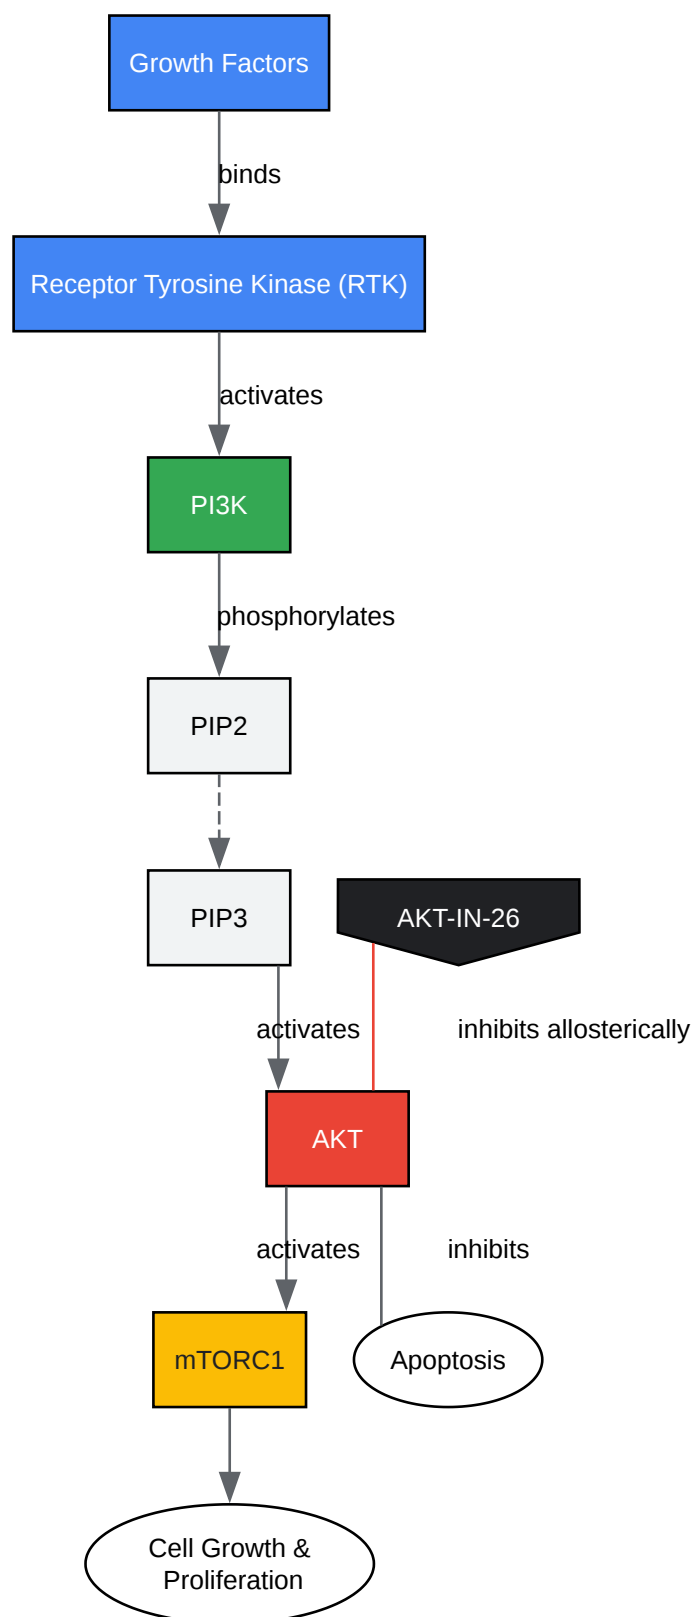 Growth Factors
binds
Receptor Tyrosine Kinase (RTK)
activates
PI3K
phosphorylates
PIP2
PIP3
AKT-IN-26
activates
inhibits allosterically
AKT
activates
inhibits
mTORC1
Apoptosis
Cell Growth &
Proliferation